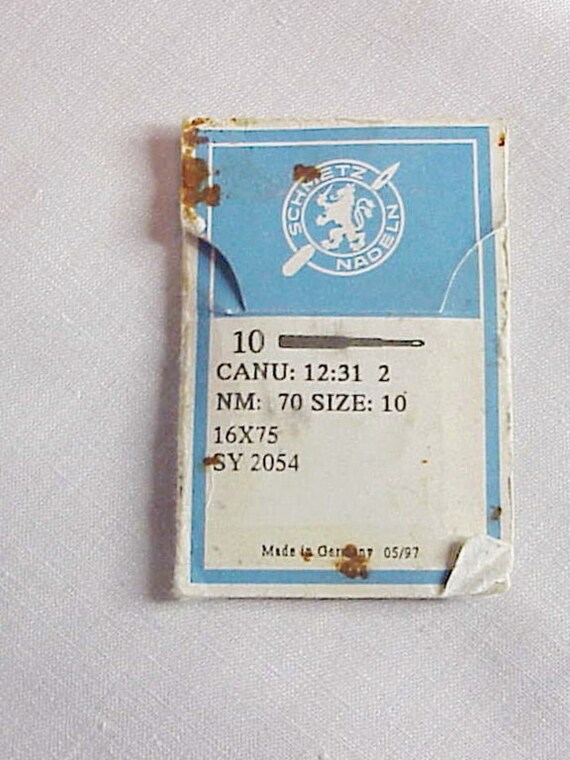 SCHMETZ
NADELN
10
CANU: 12:31 2
NM: 70 SIZE: 10
16X75
SY 2054
Made in Germany 05/97